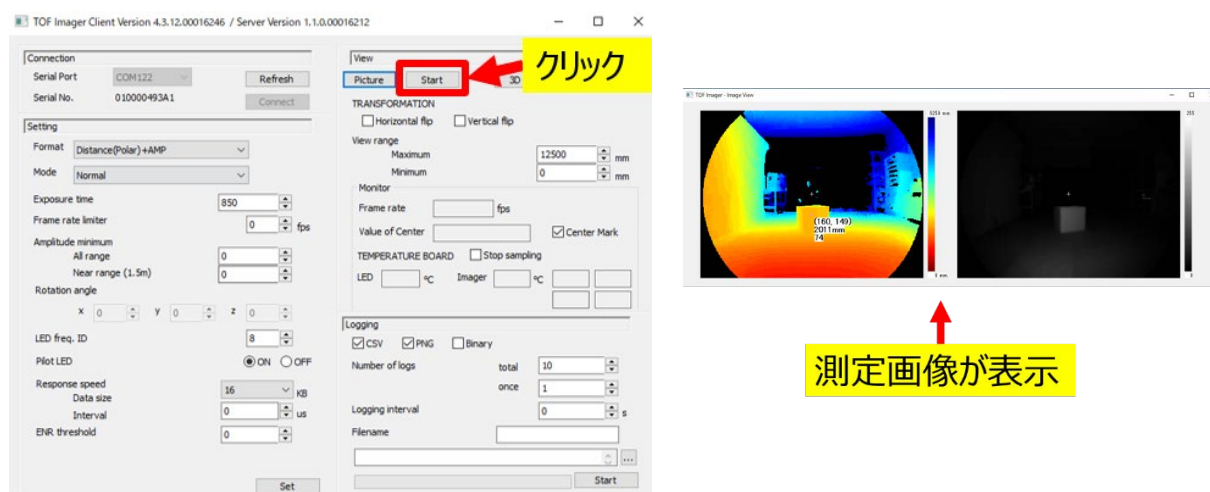 TOF Imager Client Version 4.3.12.00016246 / Server Version 1.1.0.00016212
Connection
Serial Port COM122 Refresh
Serial No. 010000493A1 Connect
Setting
Format Distance(Polar)+AMP
Mode Normal
Exposure time 850
Frame rate limiter 0 fps
Amplitude minimum
All range 0
Near range (1.5m) 0
Rotation angle
x 0 y 0 z 0
LED freq. ID 8
Pilot LED ON OFF
Response speed
Data size 16 KB
Interval 0 us
ENR threshold 0
Set
View
クリック
Picture Start 3D
TRANSFORMATION
Horizontal flip Vertical flip
View range
Maximum 12500 mm
Minimum 0 mm
Monitor
Frame rate fps
Value of Center Center Mark
TEMPERATURE BOARD Stop sampling
LED ℃ Imager ℃
Logging
CSV PNG Binary
Number of logs total 10
once 1
Logging interval 0 s
Filename
...
Start
TOF Imager - Image View
mm
255
(160, 149)
2011mm
74
0 mm
0
測定画像が表示